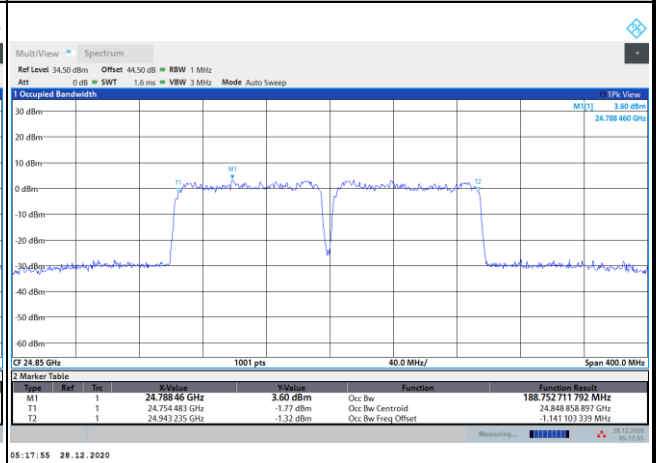 MultiView Spectrum
Ref Level 34.50 dBm Offset 44.50 dB RBW 1 MHz
Att 0 dB SWT 1.6 ms VBW 3 MHz Mode Auto Sweep
1 Occupied Bandwidth 1Pk View
M1[1] 3.60 dBm
24.788 460 GHz
30 dBm
20 dBm
10 dBm
M1
T1 T2
0 dBm
-10 dBm
-20 dBm
-30 dBm
-40 dBm
-50 dBm
-60 dBm
CF 24.85 GHz 1001 pts 40.0 MHz/ Span 400.0 MHz
2 Marker Table
Type Ref Trc X-Value Y-Value Function Function Result
M1 1 24.788 46 GHz 3.60 dBm Occ Bw 188.752 711 792 MHz
T1 1 24.754 483 GHz -1.77 dBm Occ Bw Centroid 24.848 858 897 GHz
T2 1 24.943 235 GHz -1.32 dBm Occ Bw Freq Offset -1.141 103 339 MHz
Measuring... 28.12.2020
05:17:55
05:17:55 28.12.2020